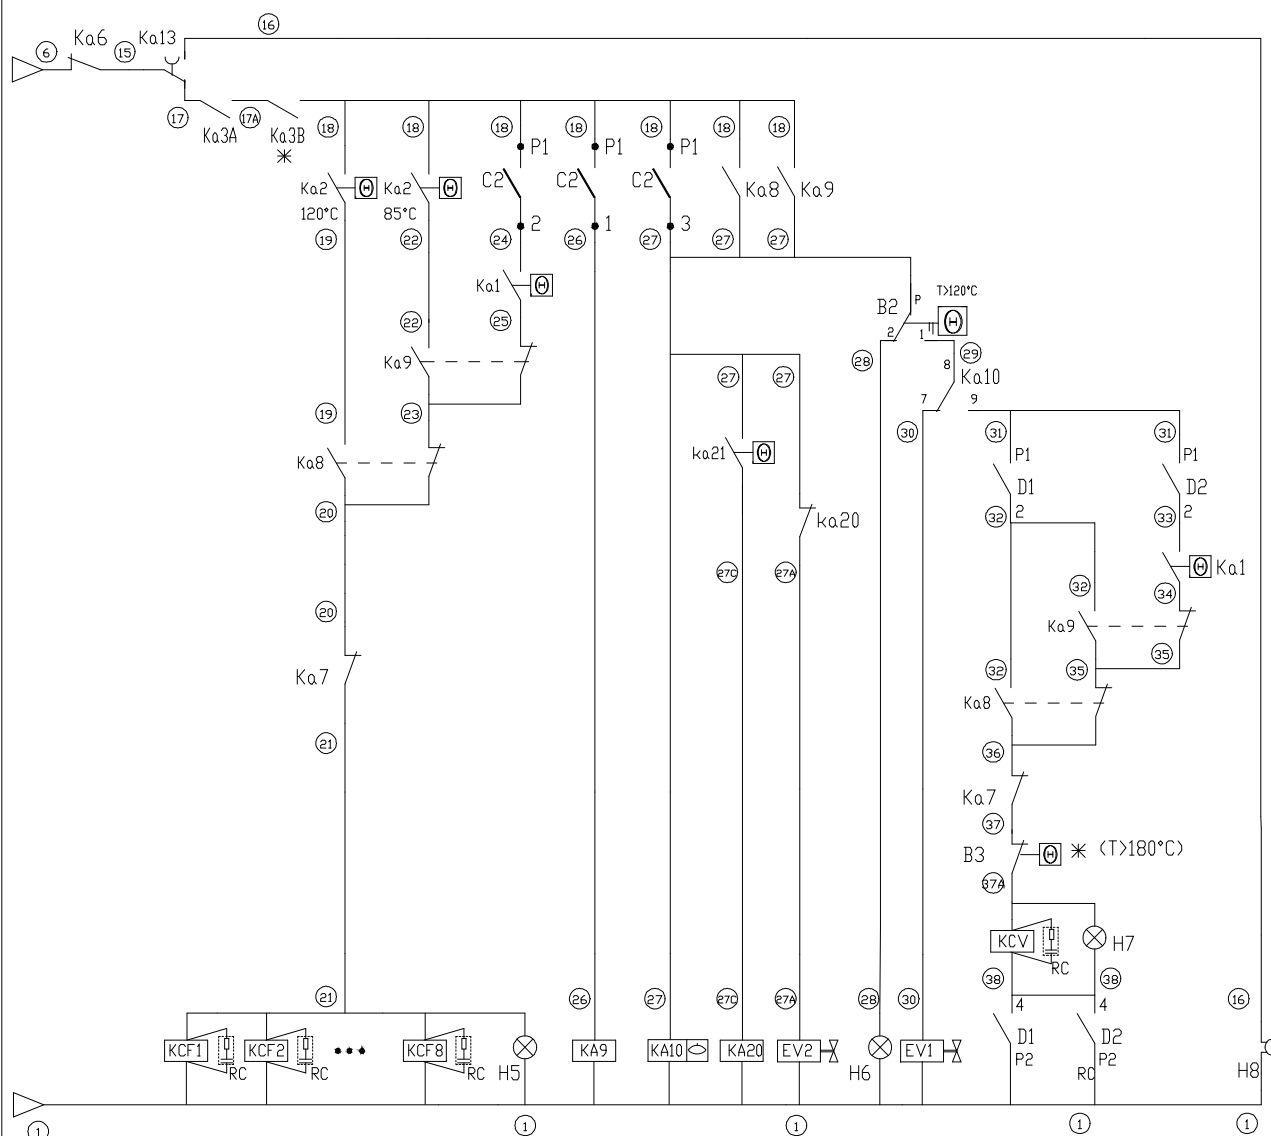 16
6 Ka6 15 Ka13
17 Ka3A 17A Ka3B
*
18 18 18 18 18 18 18
P1 P1 P1
Ka2 Θ Ka2 Θ C2 C2 C2 Ka8 Ka9
120°C 85°C
19 22 24 2 26 1 27 3 27 27
Ka1 Θ
T>120°C
P
B2 Θ
22 25
2 1
28 29
Ka9
8
27 27
Ka10
7 9
19 23
30 31 31
ka21 Θ
P1 P1
Ka8
D1 D2
20
32 2 33 2
ka20
27C 27A
Θ Ka1
32 34
20
Ka9
35
32 35
Ka7
Ka8
21
36
Ka7
37
B3 Θ * (T>180°C)
37A
KCV RC H7
38 38
21 26 27 27C 27A 28 30 4 4 16
KCF1 RC KCF2 RC ••• KCF8 RC H5 KA9 KA10 KA20 EV2 H6 EV1 D1 D2 H8
P2 P2
RC
1 1 1 1 1